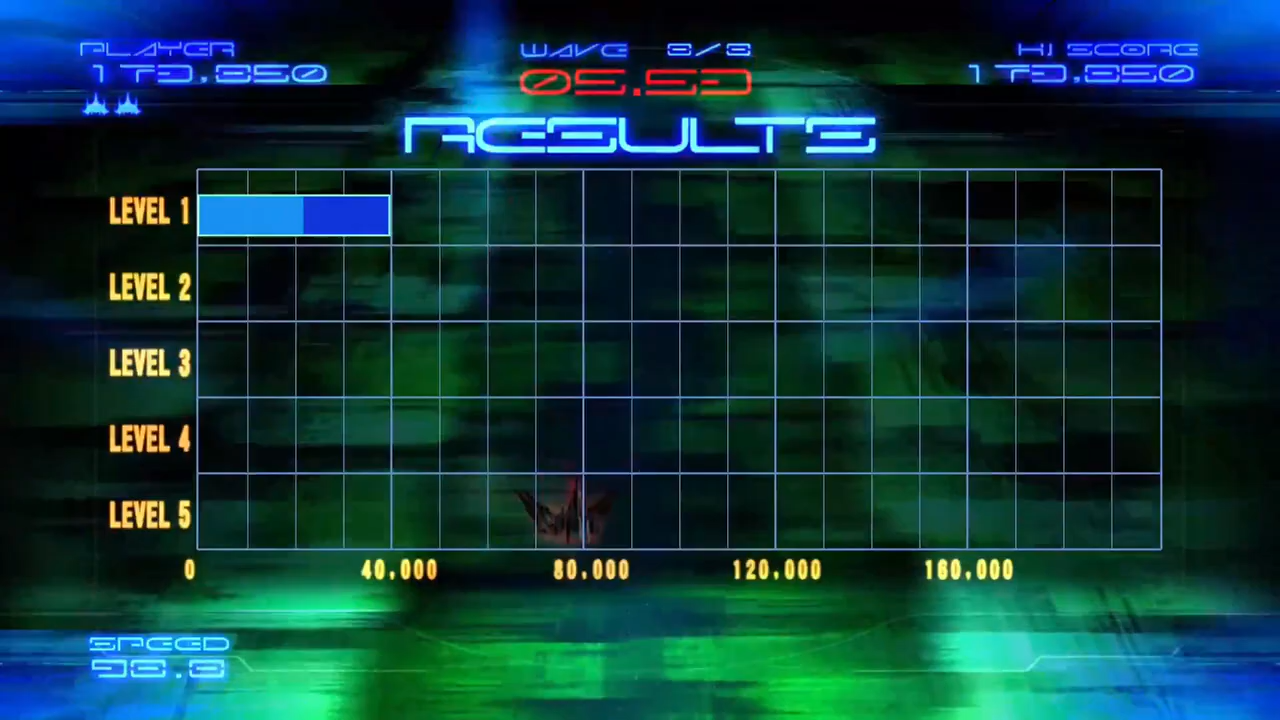 PLAYER
WAVE 8/8
HI SCORE
173,850
05.53
173,850
RESULTS
LEVEL 1
LEVEL 2
LEVEL 3
LEVEL 4
LEVEL 5
0 40,000 80,000 120,000 160,000
SPEED
98.8